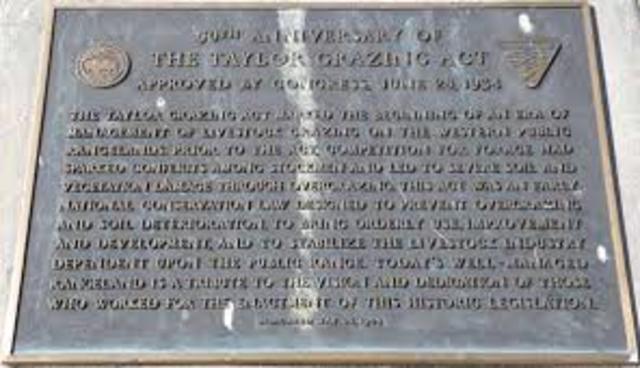 50TH ANNIVERSARY OF
THE TAYLOR GRAZING ACT
APPROVED BY CONGRESS, JUNE 28, 1934
THE TAYLOR GRAZING ACT MARKED THE BEGINNING OF AN ERA OF
MANAGEMENT OF LIVESTOCK GRAZING ON THE WESTERN PUBLIC
RANGELANDS. PRIOR TO THE ACT, COMPETITION FOR FORAGE HAD
SPARKED CONFLICTS AMONG STOCKMEN AND LED TO SEVERE SOIL AND
VEGETATION DAMAGE THROUGH OVERGRAZING. THIS ACT WAS AN EARLY
NATIONAL CONSERVATION LAW DESIGNED TO PREVENT OVERGRAZING
AND SOIL DETERIORATION, TO BRING ORDERLY USE, IMPROVEMENT
AND DEVELOPMENT, AND TO STABILIZE THE LIVESTOCK INDUSTRY
DEPENDENT UPON THE PUBLIC RANGE. TODAY'S WELL-MANAGED
RANGELAND IS A TRIBUTE TO THE VISION AND DEDICATION OF THOSE
WHO WORKED FOR THE ENACTMENT OF THIS HISTORIC LEGISLATION.